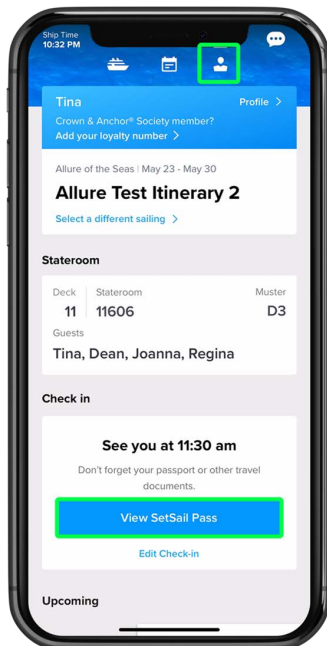 Ship Time
10:32 PM
Tina
Profile >
Crown & Anchor® Society member?
Add your loyalty number >
Allure of the Seas | May 23 - May 30
Allure Test Itinerary 2
Select a different sailing >
Stateroom
Deck Stateroom Muster
11 11606 D3
Guests
Tina, Dean, Joanna, Regina
Check in
See you at 11:30 am
Don't forget your passport or other travel
documents.
View SetSail Pass
Edit Check-in
Upcoming